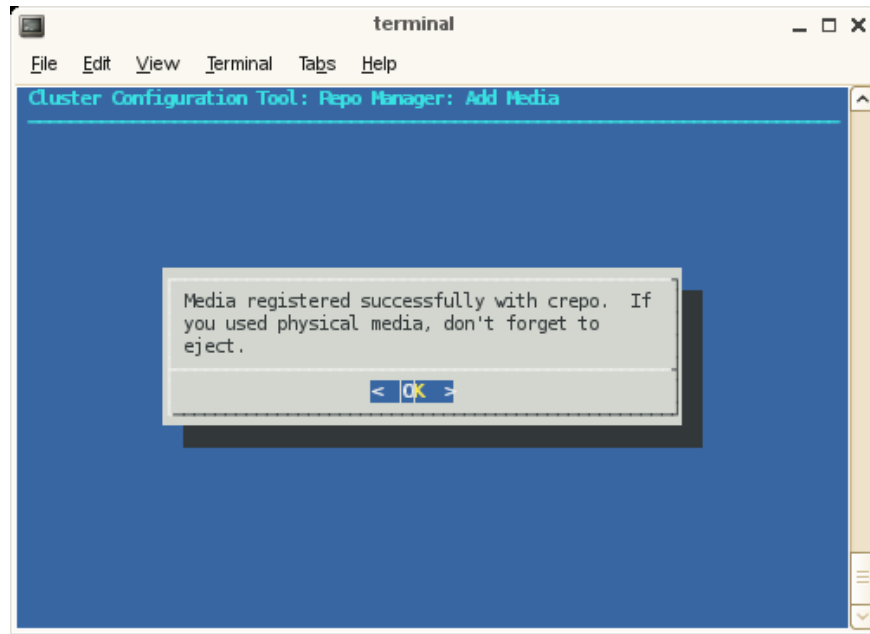 terminal
File Edit View Terminal Tabs Help
Cluster Configuration Tool: Repo Manager: Add Media
Media registered successfully with crepo.  If
you used physical media, don't forget to
eject.
< OK >